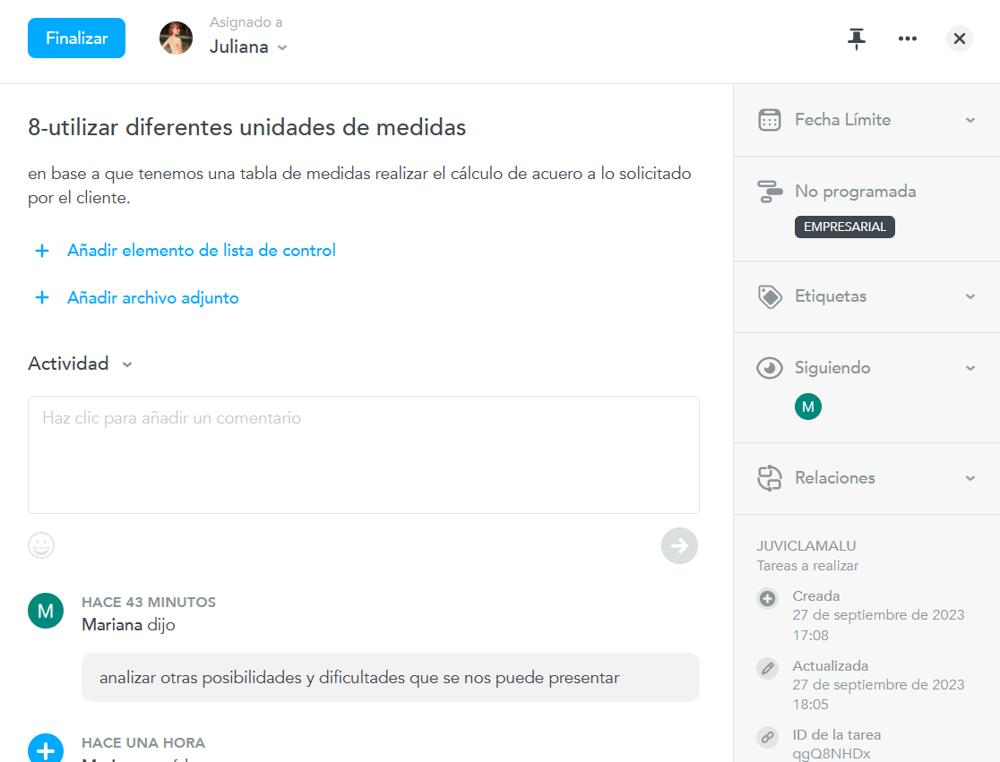 Finalizar
Asignado a
Juliana
8-utilizar diferentes unidades de medidas
en base a que tenemos una tabla de medidas realizar el cálculo de acuero a lo solicitado
por el cliente.
+ Añadir elemento de lista de control
+ Añadir archivo adjunto
Actividad
Haz clic para añadir un comentario
M
HACE 43 MINUTOS
Mariana dijo
analizar otras posibilidades y dificultades que se nos puede presentar
HACE UNA HORA
Fecha Límite
No programada
EMPRESARIAL
Etiquetas
Siguiendo
M
Relaciones
JUVICLAMALU
Tareas a realizar
Creada
27 de septiembre de 2023
17:08
Actualizada
27 de septiembre de 2023
18:05
ID de la tarea
qgQ8NHDx